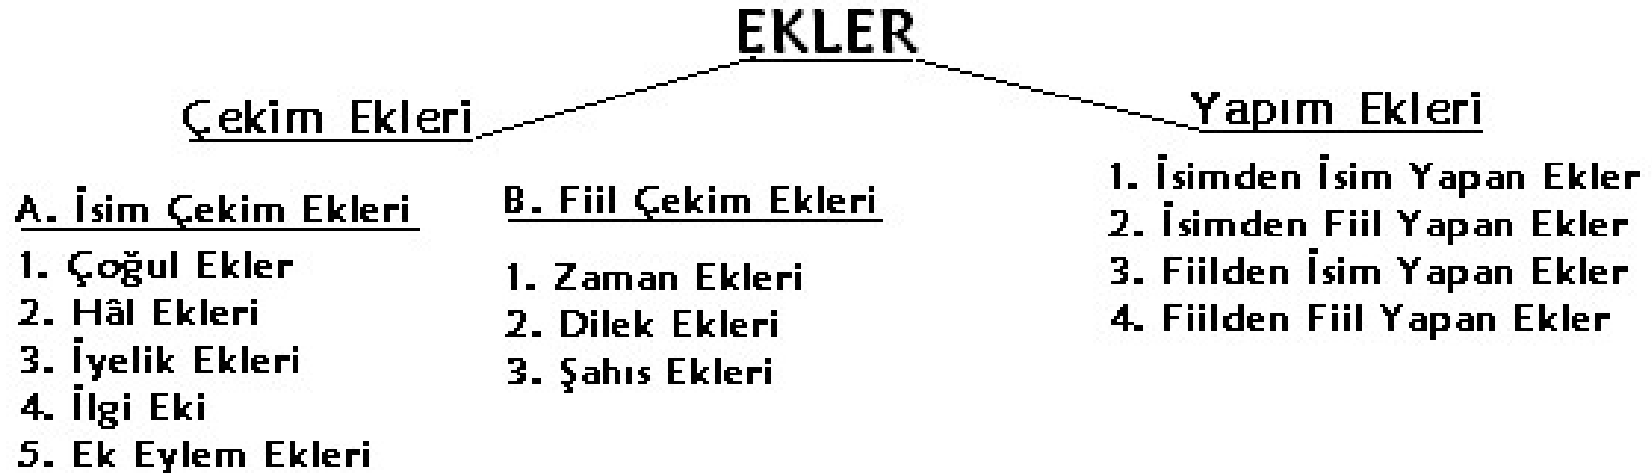 EKLER
Çekim Ekleri
A. İsim Çekim Ekleri
1. Çoğul Ekler
2. Hâl Ekleri
3. İyelik Ekleri
4. İlgi Eki
5. Ek Eylem Ekleri
B. Fiil Çekim Ekleri
1. Zaman Ekleri
2. Dilek Ekleri
3. Şahıs Ekleri
Yapım Ekleri
1. İsimden İsim Yapan Ekler
2. İsimden Fiil Yapan Ekler
3. Fiilden İsim Yapan Ekler
4. Fiilden Fiil Yapan Ekler